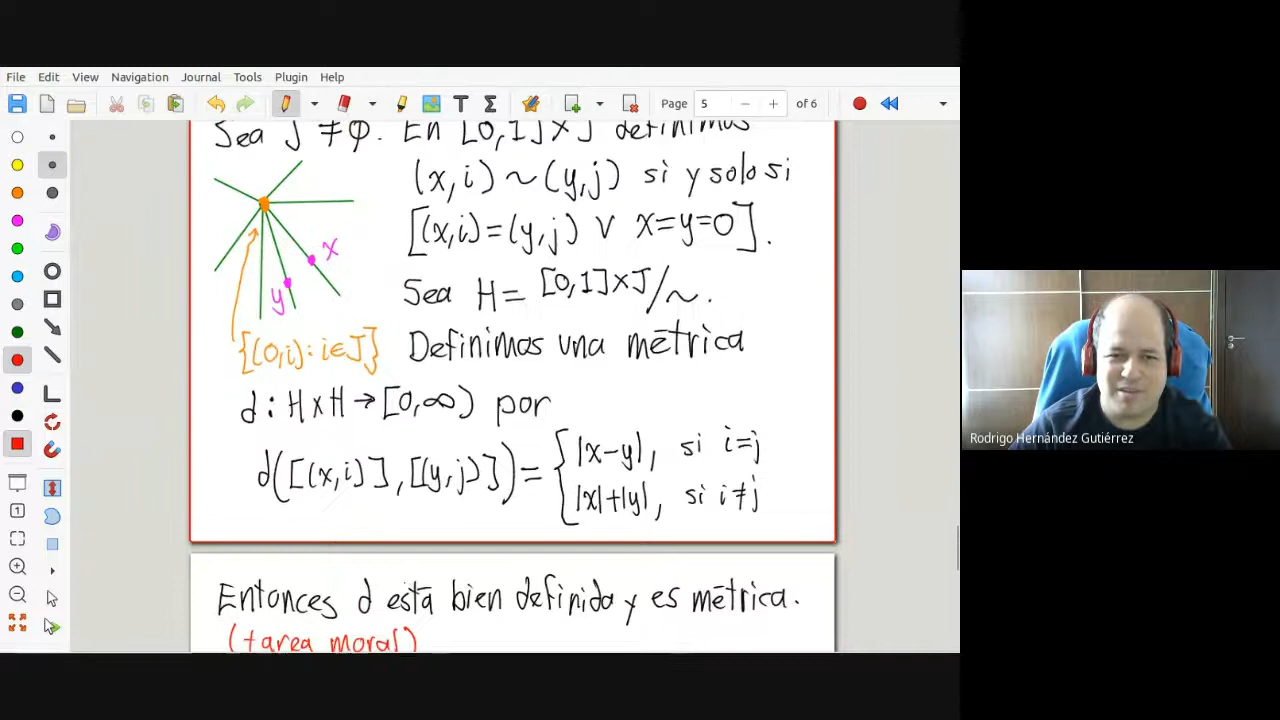 File Edit View Navigation Journal Tools Plugin Help
Page 5 of 6
Sea J ≠ ∅. En [0,1]×J definimos
(x,i) ~ (y,j) si y solo si
[(x,i)=(y,j) ∨ x=y=0].
x
y
Sea H = [0,1]×J/~.
{(0,i): i∈J} Definimos una métrica
d: H×H→[0,∞) por
d([(x,i)],[(y,j)]) = { |x-y|, si i=j
|x|+|y|, si i≠j
Entonces d está bien definida y es métrica.
(tarea moral)
Rodrigo Hernández Gutiérrez